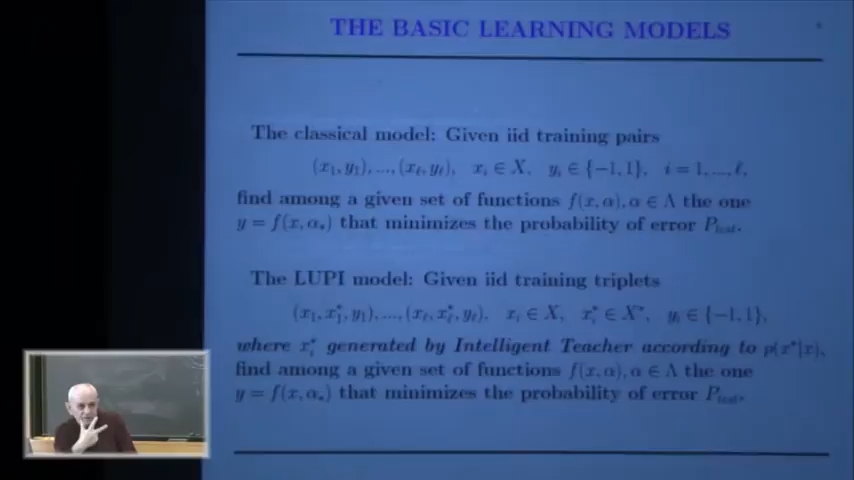 THE BASIC LEARNING MODELS
The classical model: Given iid training pairs
(x₁, y₁), ..., (x_ℓ, y_ℓ), x_i ∈ X, y_i ∈ {-1, 1}, i = 1, ..., ℓ,
find among a given set of functions f(x, α), α ∈ Λ the one
y = f(x, α_*) that minimizes the probability of error P_test.
The LUPI model: Given iid training triplets
(x₁, x₁*, y₁), ..., (x_ℓ, x_ℓ*, y_ℓ), x_i ∈ X, x_i* ∈ X*, y_i ∈ {-1, 1},
where x_i* generated by Intelligent Teacher according to p(x*|x),
find among a given set of functions f(x, α), α ∈ Λ the one
y = f(x, α_*) that minimizes the probability of error P_test.